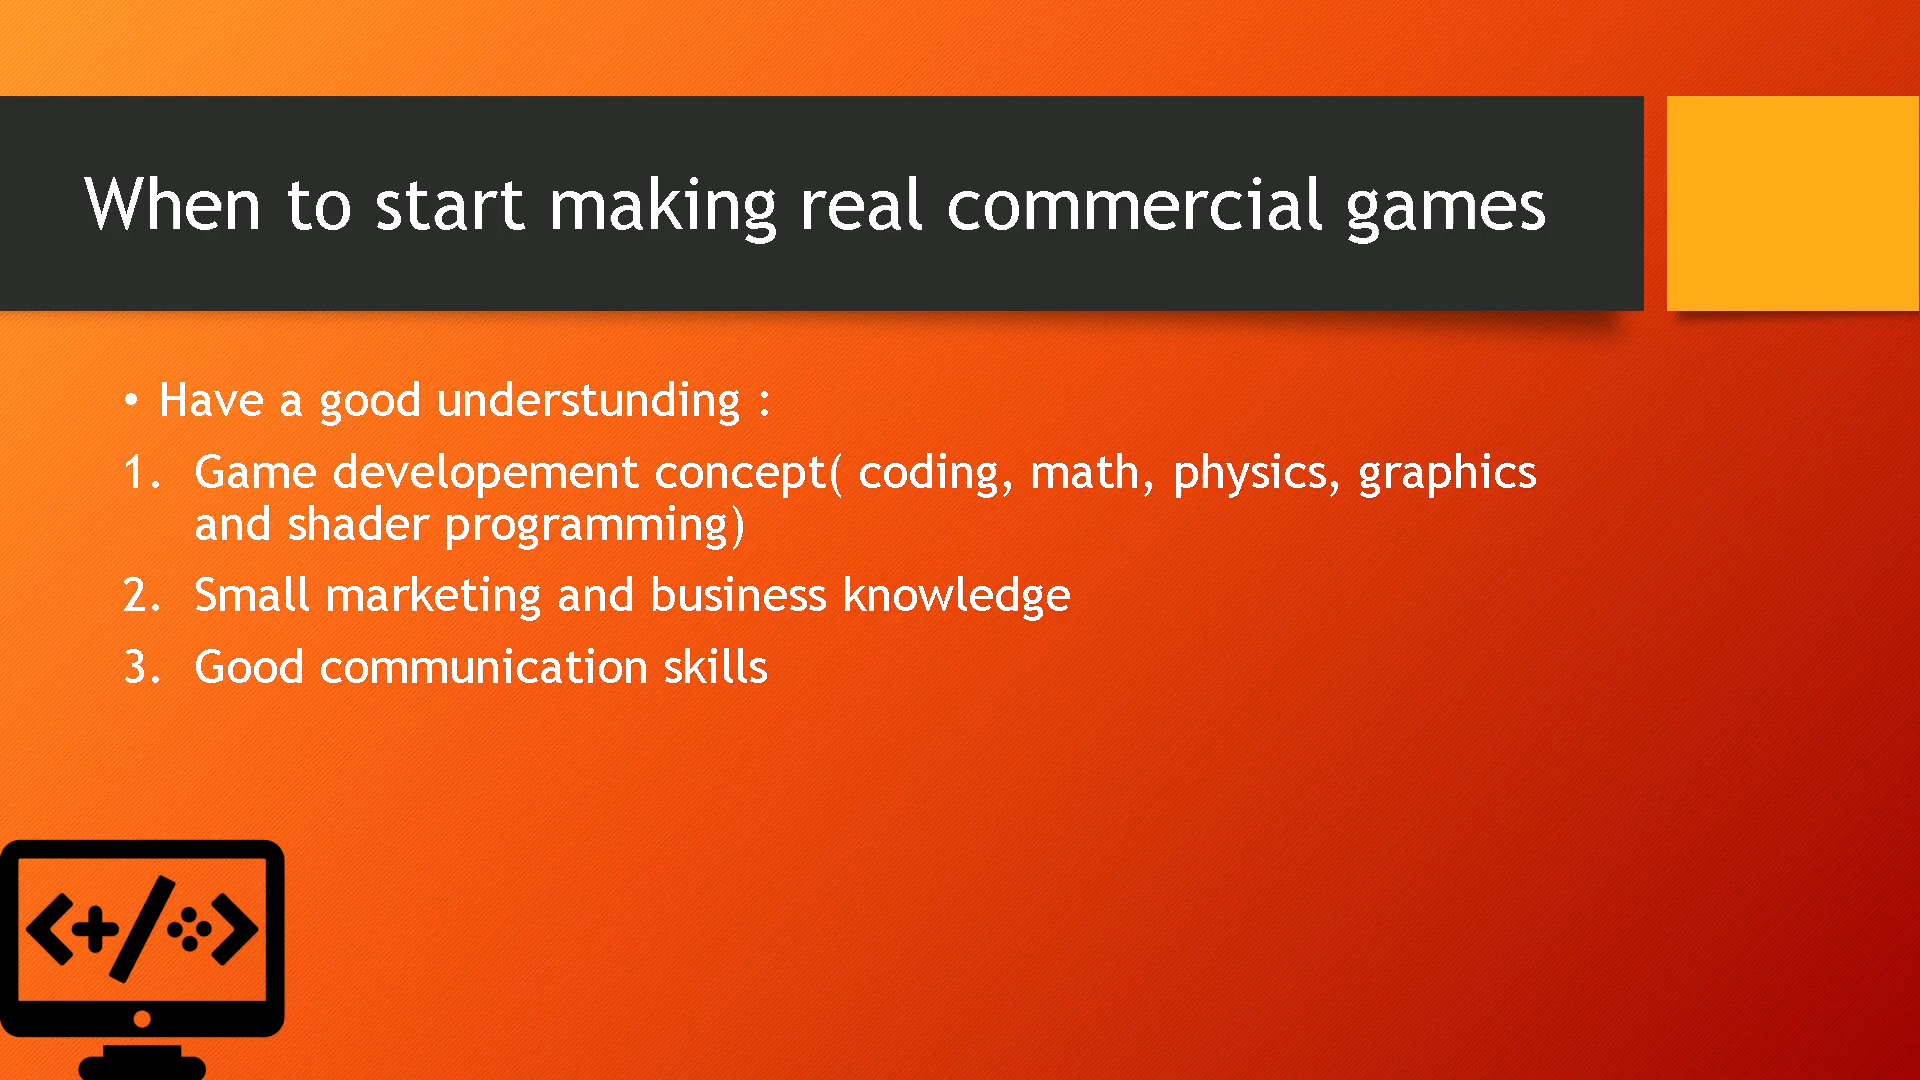 When to start making real commercial games
• Have a good understunding :
1. Game developement concept( coding, math, physics, graphics
and shader programming)
2. Small marketing and business knowledge
3. Good communication skills